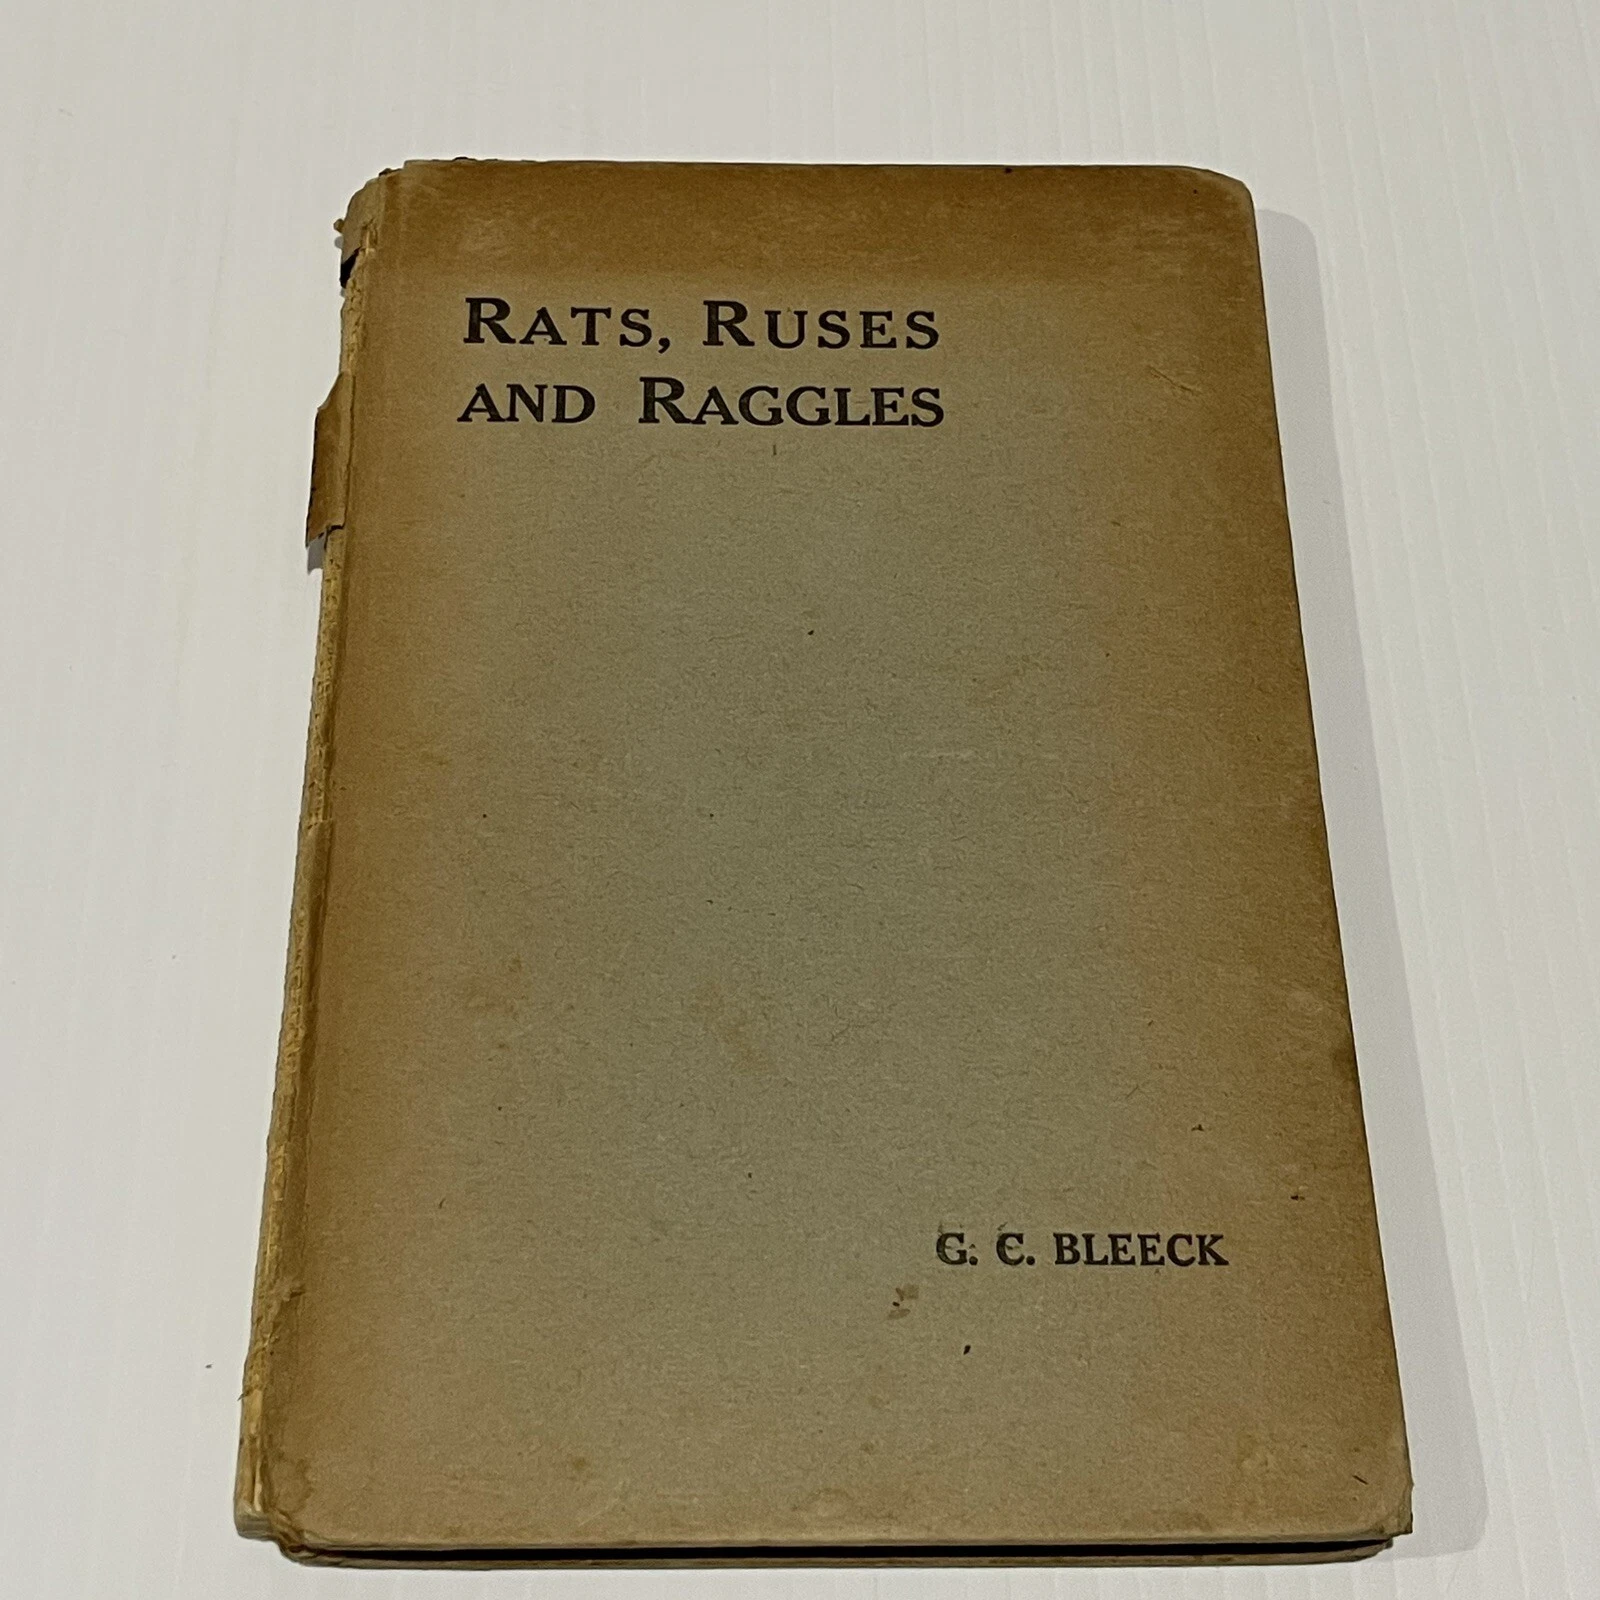 RATS, RUSES
AND RAGGLES
G. C. BLEECK